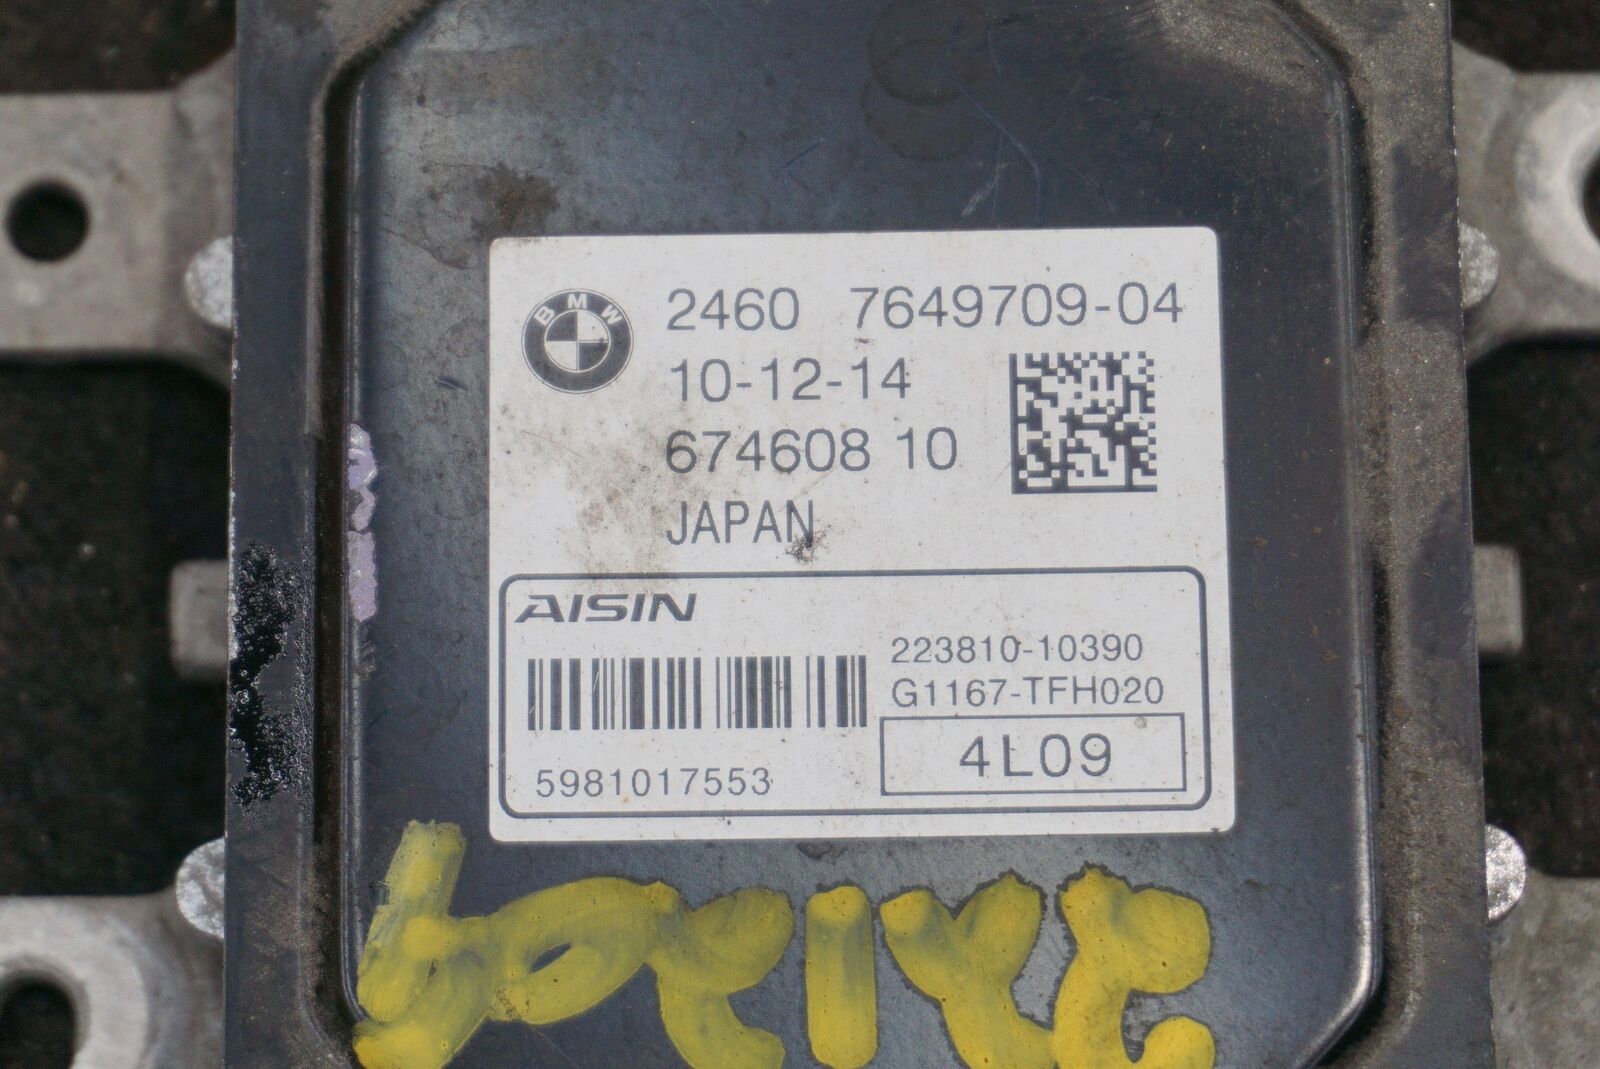 BMW
2460 7649709-04
10-12-14
674608 10
JAPAN
AISIN
223810-10390
G1167-TFH020
4L09
5981017553